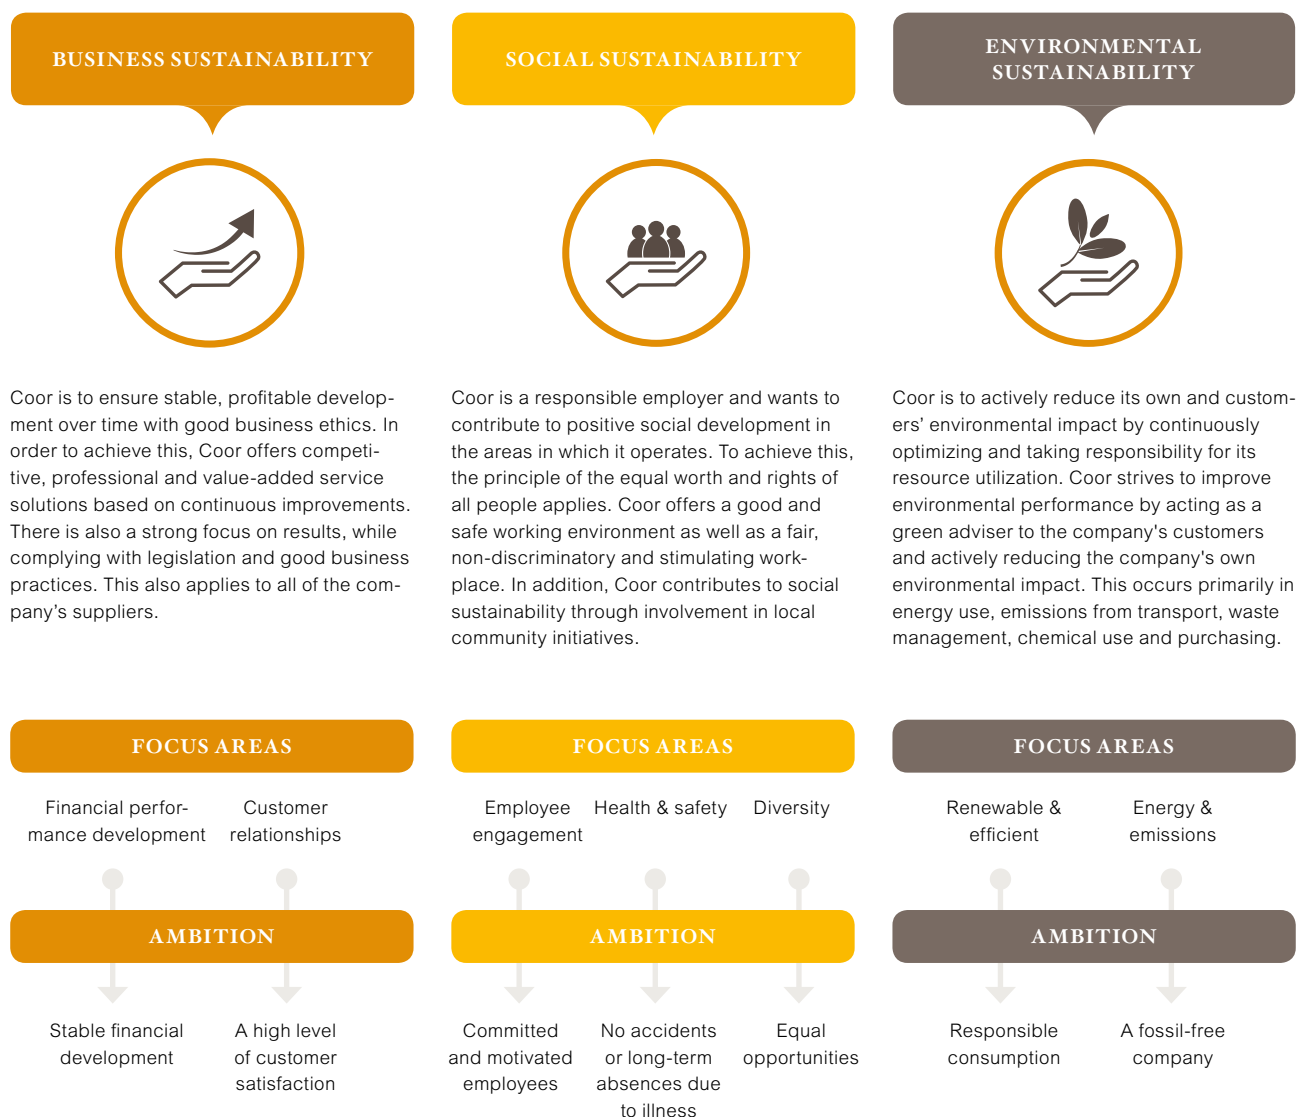 BUSINESS SUSTAINABILITY
Coor is to ensure stable, profitable develop-
ment over time with good business ethics. In
order to achieve this, Coor offers competi-
tive, professional and value-added service
solutions based on continuous improvements.
There is also a strong focus on results, while
complying with legislation and good business
practices. This also applies to all of the com-
pany’s suppliers.
FOCUS AREAS
Financial perfor-
mance development
Customer
relationships
AMBITION
Stable financial
development
A high level
of customer
satisfaction
SOCIAL SUSTAINABILITY
Coor is a responsible employer and wants to
contribute to positive social development in
the areas in which it operates. To achieve this,
the principle of the equal worth and rights of
all people applies. Coor offers a good and
safe working environment as well as a fair,
non-discriminatory and stimulating work-
place. In addition, Coor contributes to social
sustainability through involvement in local
community initiatives.
FOCUS AREAS
Employee
engagement
Health & safety
Diversity
AMBITION
Committed
and motivated
employees
No accidents
or long-term
absences due
to illness
Equal
opportunities
ENVIRONMENTAL
SUSTAINABILITY
Coor is to actively reduce its own and custom-
ers’ environmental impact by continuously
optimizing and taking responsibility for its
resource utilization. Coor strives to improve
environmental performance by acting as a
green adviser to the company's customers
and actively reducing the company's own
environmental impact. This occurs primarily in
energy use, emissions from transport, waste
management, chemical use and purchasing.
FOCUS AREAS
Renewable &
efficient
Energy &
emissions
AMBITION
Responsible
consumption
A fossil-free
company